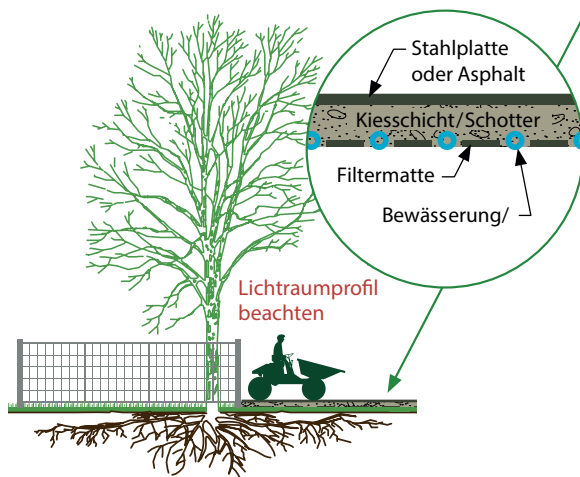 Stahlplatte
oder Asphalt
Kiesschicht/Schotter
Filtermatte
Bewässerung/
Lichtraumprofil
beachten